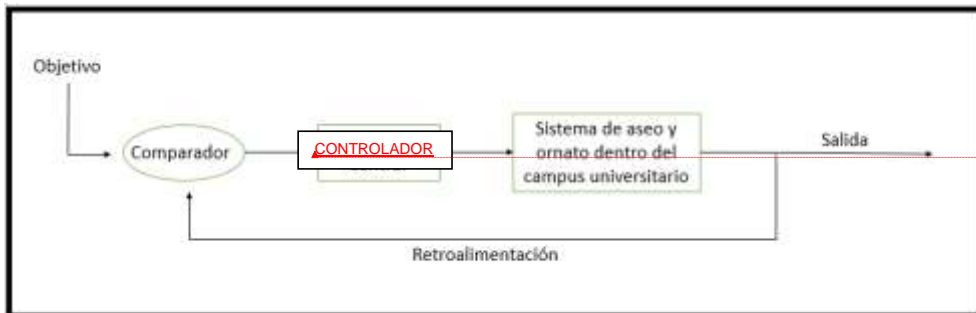 Objetivo
Comparador
CONTROLADOR
Sistema de aseo y
ornato dentro del
campus universitario
Salida
Retroalimentación